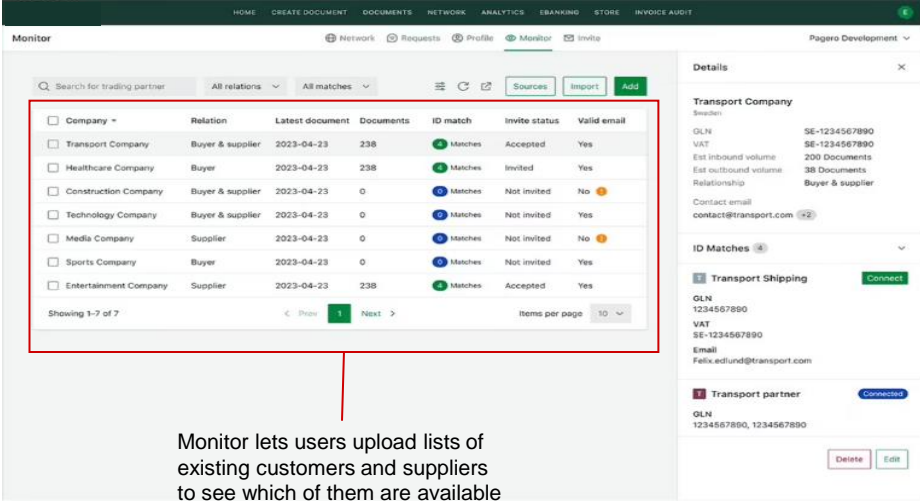 HOME CREATE DOCUMENT DOCUMENTS NETWORK ANALYTICS EBANKING STORE INVOICE AUDIT E
Monitor Network Requests Profile Monitor Invite Pagero Development
Details
Search for trading partner All relations All matches Sources Import Add
Transport Company
Sweden
Company Relation Latest document Documents ID match Invite status Valid email
GLN SE-1234567890
Transport Company Buyer & supplier 2023-04-23 238 4 Matches Accepted Yes
VAT SE-1234567890
Est inbound volume 200 Documents
Healthcare Company Buyer 2023-04-23 238 4 Matches Invited Yes
Est outbound volume 38 Documents
Relationship Buyer & supplier
Construction Company Buyer & supplier 2023-04-23 0 0 Matches Not invited No
Contact email
Technology Company Buyer & supplier 2023-04-23 0 0 Matches Not invited Yes
contact@transport.com +2
Media Company Supplier 2023-04-23 0 0 Matches Not invited No
ID Matches 4
Sports Company Buyer 2023-04-23 0 0 Matches Not invited Yes
Entertainment Company Supplier 2023-04-23 238 4 Matches Accepted Yes
T Transport Shipping Connect
GLN
1234567890
Showing 1-7 of 7 Prev 1 Next Items per page 10
VAT
SE-1234567890
Email
Felix.edlund@transport.com
T Transport partner Connected
GLN
1234567890, 1234567890
Delete Edit
Monitor lets users upload lists of
existing customers and suppliers
to see which of them are available